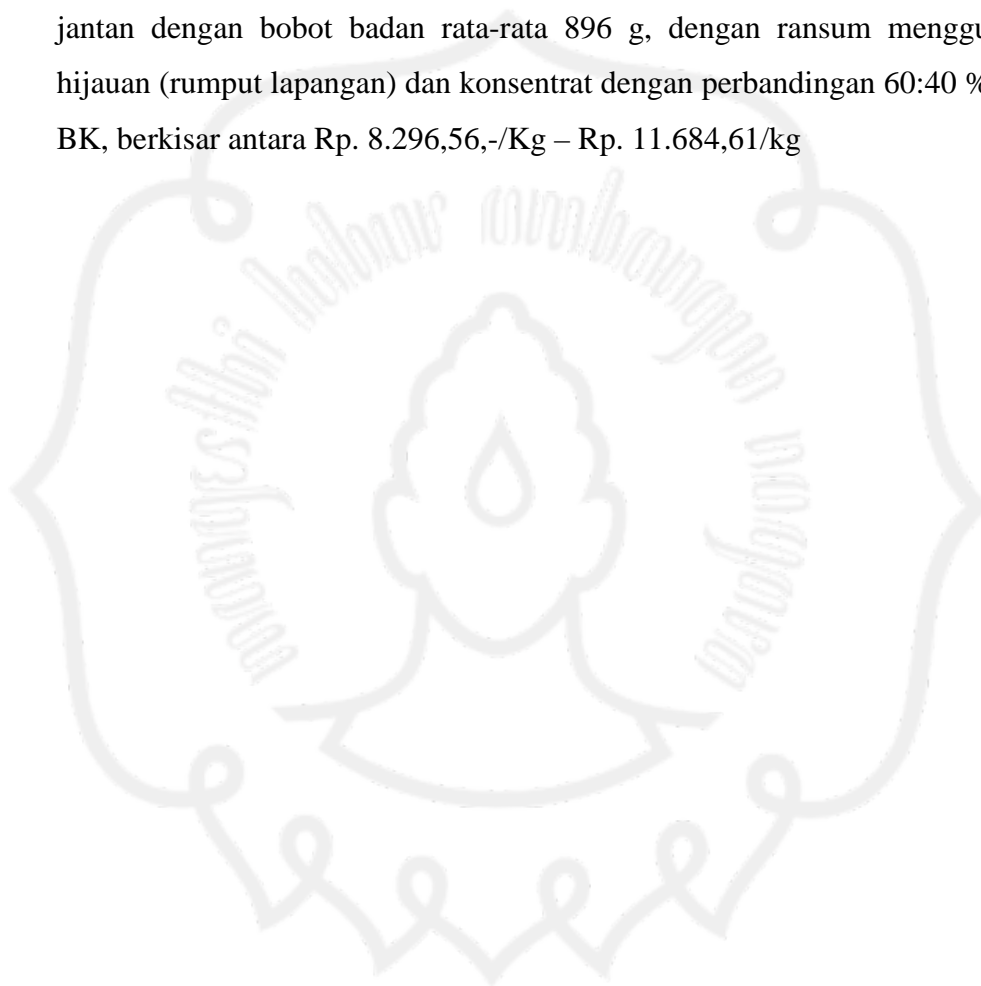 jantan dengan bobot badan rata-rata 896 g, dengan ransum menggu
hijauan (rumput lapangan) dan konsentrat dengan perbandingan 60:40 %
BK, berkisar antara Rp. 8.296,56,-/Kg – Rp. 11.684,61/kg